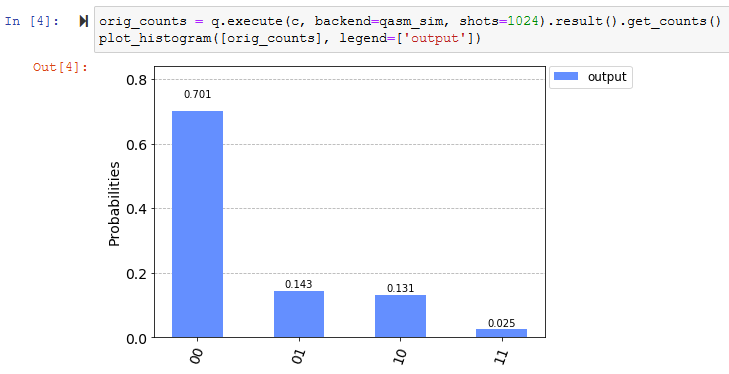 In [4]:
orig_counts = q.execute(c, backend=qasm_sim, shots=1024).result().get_counts()
plot_histogram([orig_counts], legend=['output'])
Out[4]:
output
Probabilities
0.8
0.6
0.4
0.2
0.0
0.701
0.143
0.131
0.025
00
01
10
11